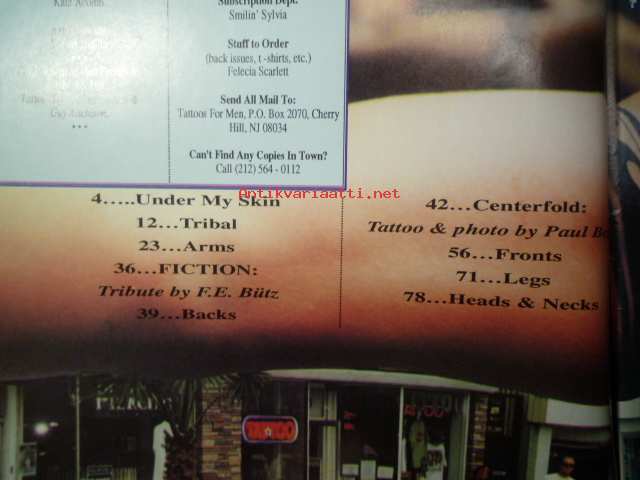 Subscription Dept.
Smilin' Sylvia
Stuff to Order
(back issues, t -shirts, etc.)
Felecia Scarlett
Send All Mail To:
Tattoos For Men, P.O. Box 2070, Cherry
Hill, NJ 08034
Can't Find Any Copies In Town?
Call (212) 564 - 0112
Antikvariaatti.net
4.....Under My Skin
12...Tribal
23...Arms
36...FICTION:
Tribute by F.E. Bütz
39...Backs
42...Centerfold:
Tattoo & photo by Paul
56...Fronts
71...Legs
78...Heads & Necks
TATTOO